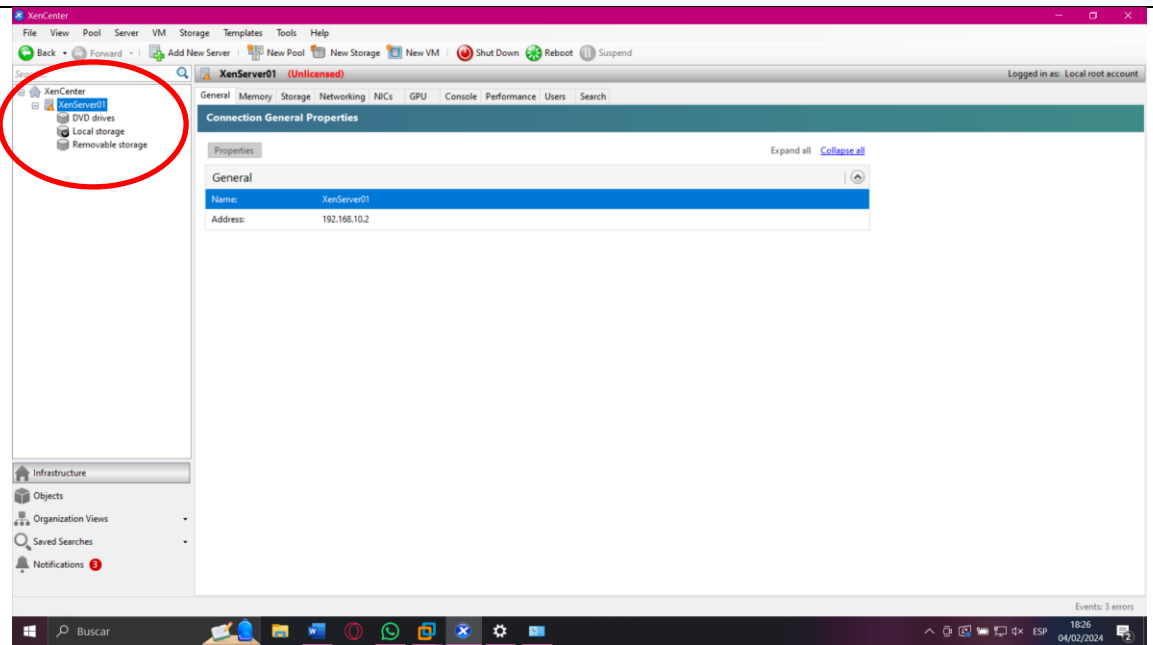 XenCenter
File View Pool Server VM Storage Templates Tools Help
Back Forward Add New Server New Pool New Storage New VM Shut Down Reboot Suspend
XenServer01 (Unlicensed) Logged in as: Local root account
XenCenter
XenServer01
DVD drives
Local storage
Removable storage
General Memory Storage Networking NICs GPU Console Performance Users Search
Connection General Properties
Properties Expand all Collapse all
General
Name: XenServer01
Address: 192.168.10.2
Infrastructure
Objects
Organization Views
Saved Searches
Notifications 3
Events: 3 errors
Buscar
ESP
18:26
04/02/2024
2